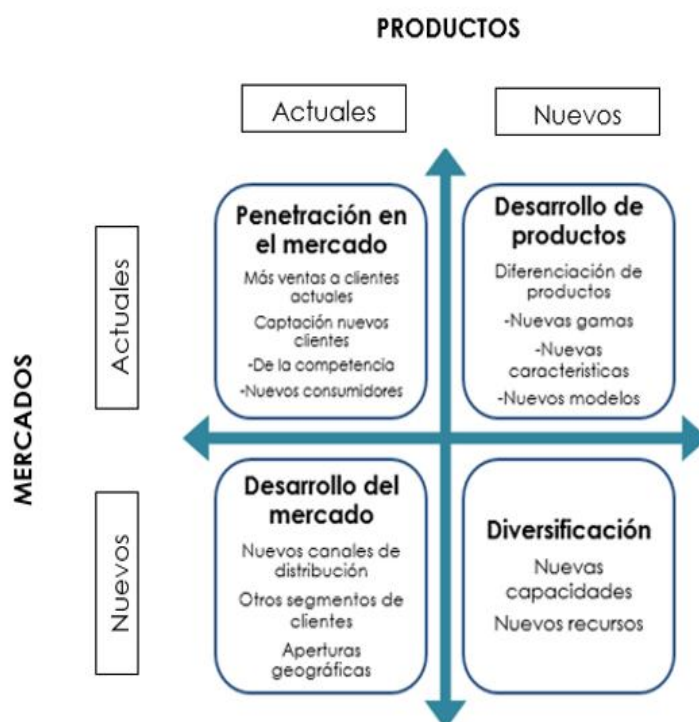 PRODUCTOS
Actuales
Nuevos
MERCADOS
Actuales
Nuevos
Penetración en
el mercado
Más ventas a clientes
actuales
Captación nuevos
clientes
-De la competencia
-Nuevos consumidores
Desarrollo de
productos
Diferenciación de
productos
-Nuevas gamas
-Nuevas
caracteristicas
-Nuevos modelos
Desarrollo del
mercado
Nuevos canales de
distribución
Otros segmentos de
clientes
Aperturas
geográficas
Diversificación
Nuevas
capacidades
Nuevos recursos